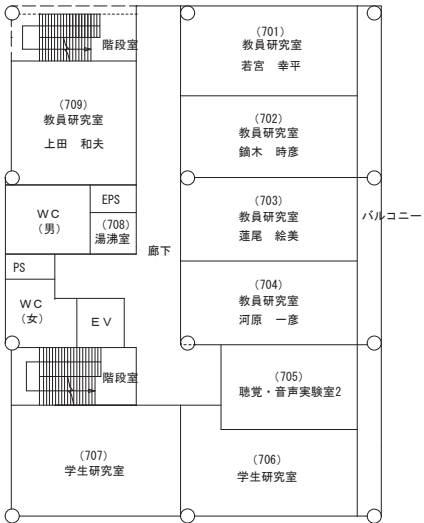 階段室
(701)
教員研究室
若宮　幸平
(709)
教員研究室
上田　和夫
(702)
教員研究室
鏑木　時彦
EPS
(708)
湯沸室
WC
(男)
(703)
教員研究室
蓮尾　絵美
バルコニー
廊下
PS
WC
(女)
EV
(704)
教員研究室
河原　一彦
階段室
(705)
聴覚・音声実験室2
(707)
学生研究室
(706)
学生研究室